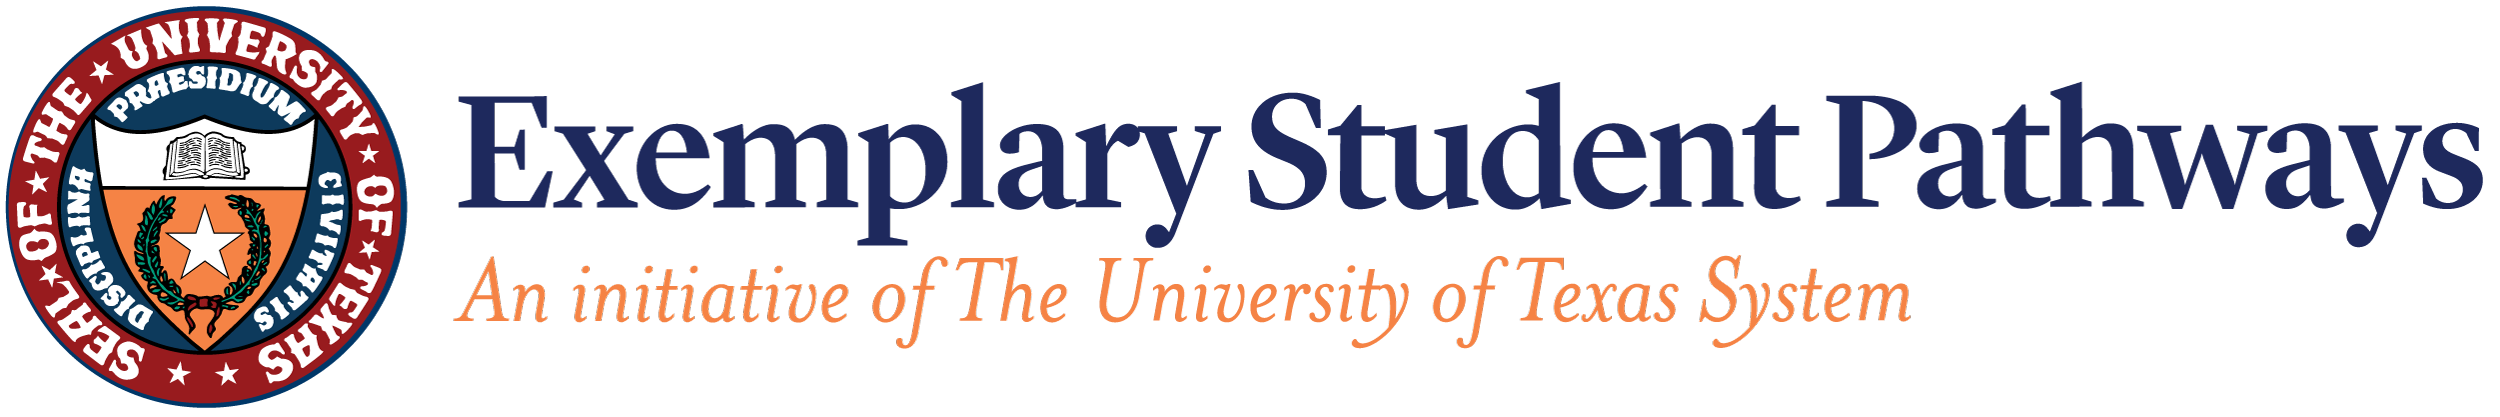 SEAL ★ OF ★ THE ★ UNIVERSITY ★ OF ★ TEXAS
DISCIPLINA PRAESIDIUM CIVITATIS
Exemplary Student Pathways
An initiative of The University of Texas System